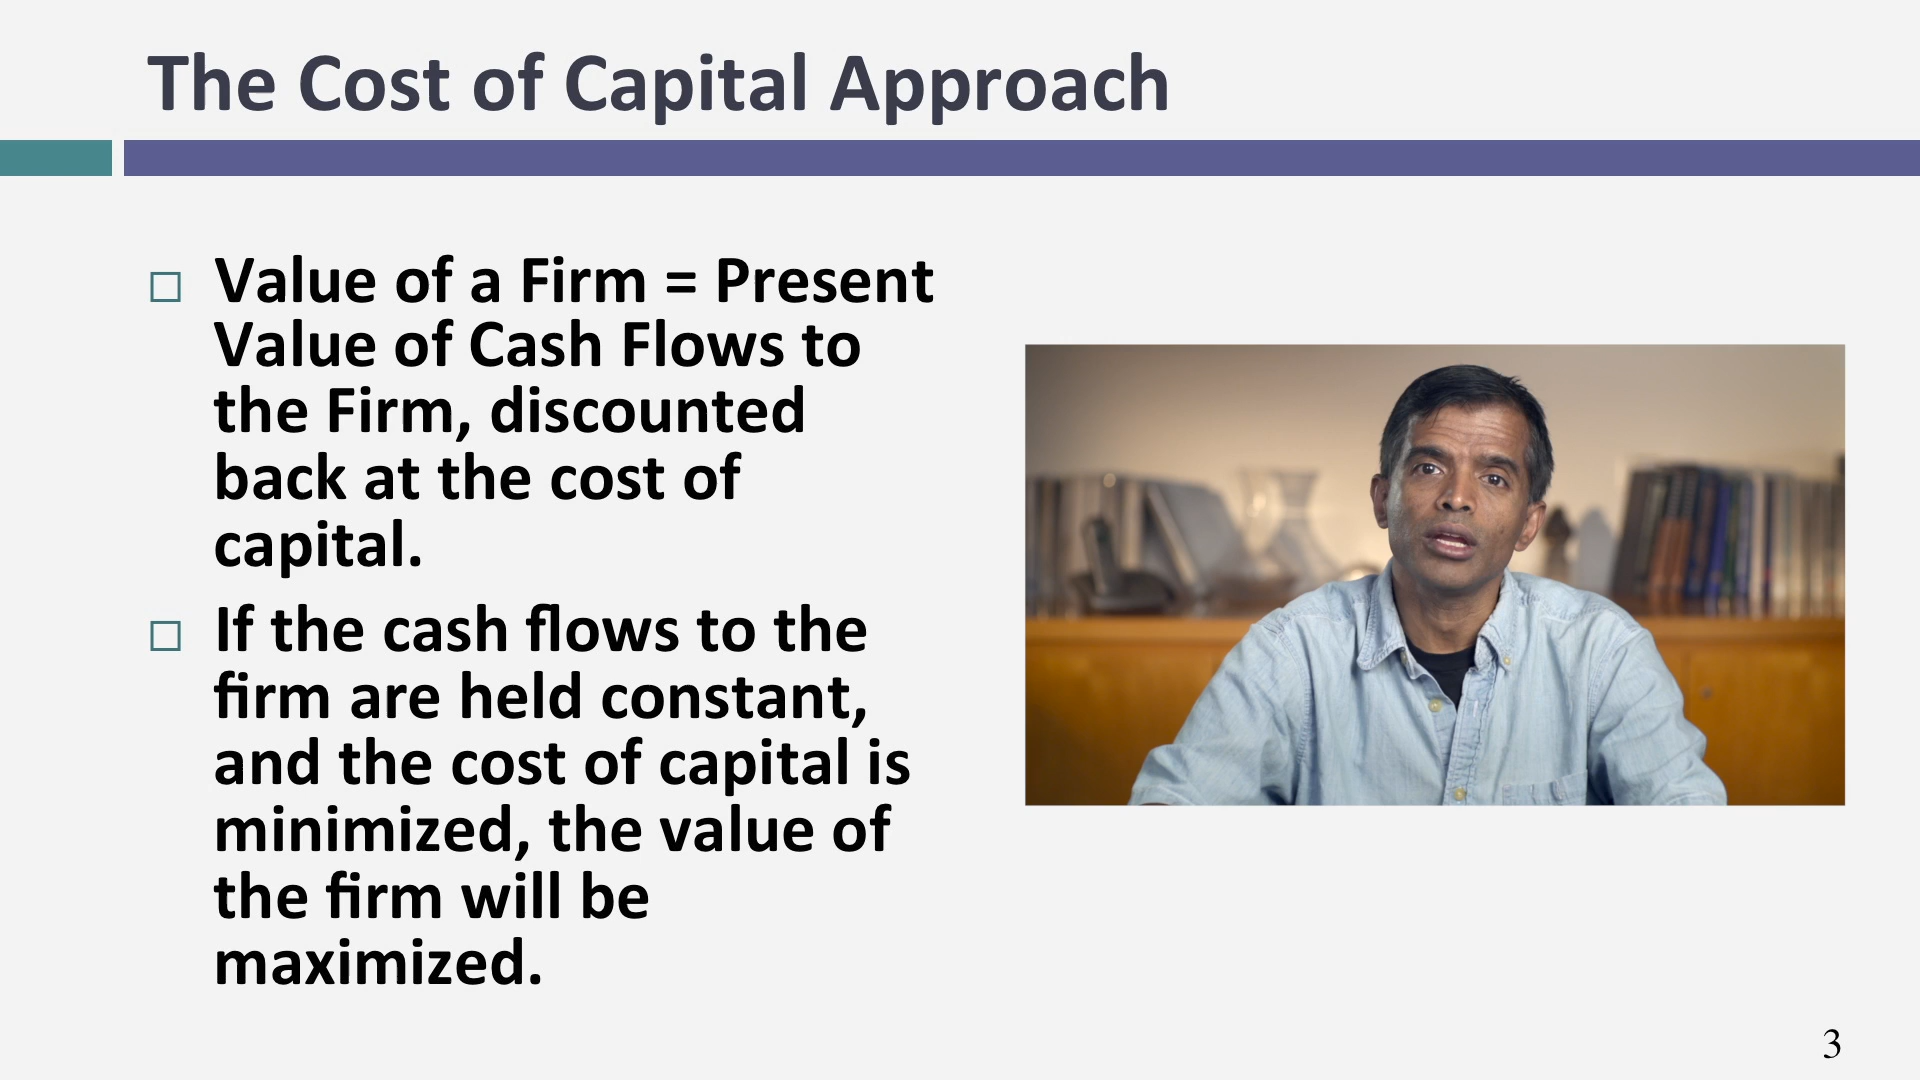 The Cost of Capital Approach
Value of a Firm = Present
Value of Cash Flows to
the Firm, discounted
back at the cost of
capital.
If the cash flows to the
firm are held constant,
and the cost of capital is
minimized, the value of
the firm will be
maximized.
3